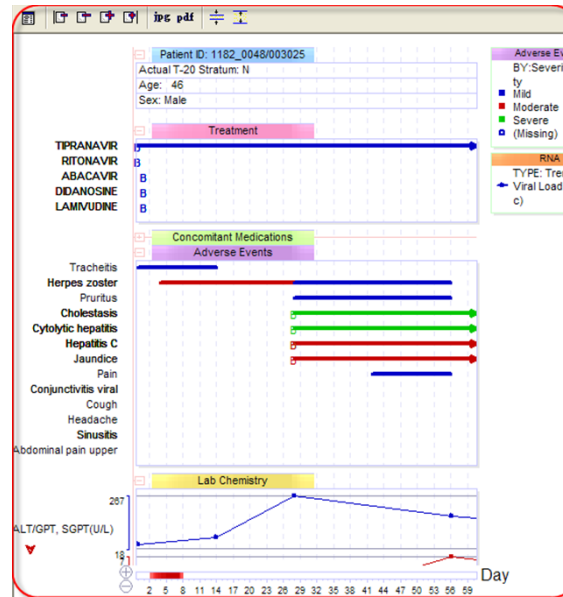 jpg pdf
Patient ID: 1182_0048/003025
Actual T-20 Stratum: N
Age: 46
Sex: Male
Treatment
TIPRANAVIR
RITONAVIR
ABACAVIR
DIDANOSINE
LAMIVUDINE
B
B
B
B
B
Concomitant Medications
Adverse Events
Tracheitis
Herpes zoster
Pruritus
Cholestasis
Cytolytic hepatitis
Hepatitis C
Jaundice
Pain
Conjunctivitis viral
Cough
Headache
Sinusitis
Abdominal pain upper
Lab Chemistry
267
ALT/GPT, SGPT(U/L)
18
2 5 8 11 14 17 20 23 26 29 32 35 38 41 44 47 50 53 56 59
Day
Adverse Ev
BY:Severi
ty
Mild
Moderate
Severe
(Missing)
RNA
TYPE: Tre
Viral Load
c)